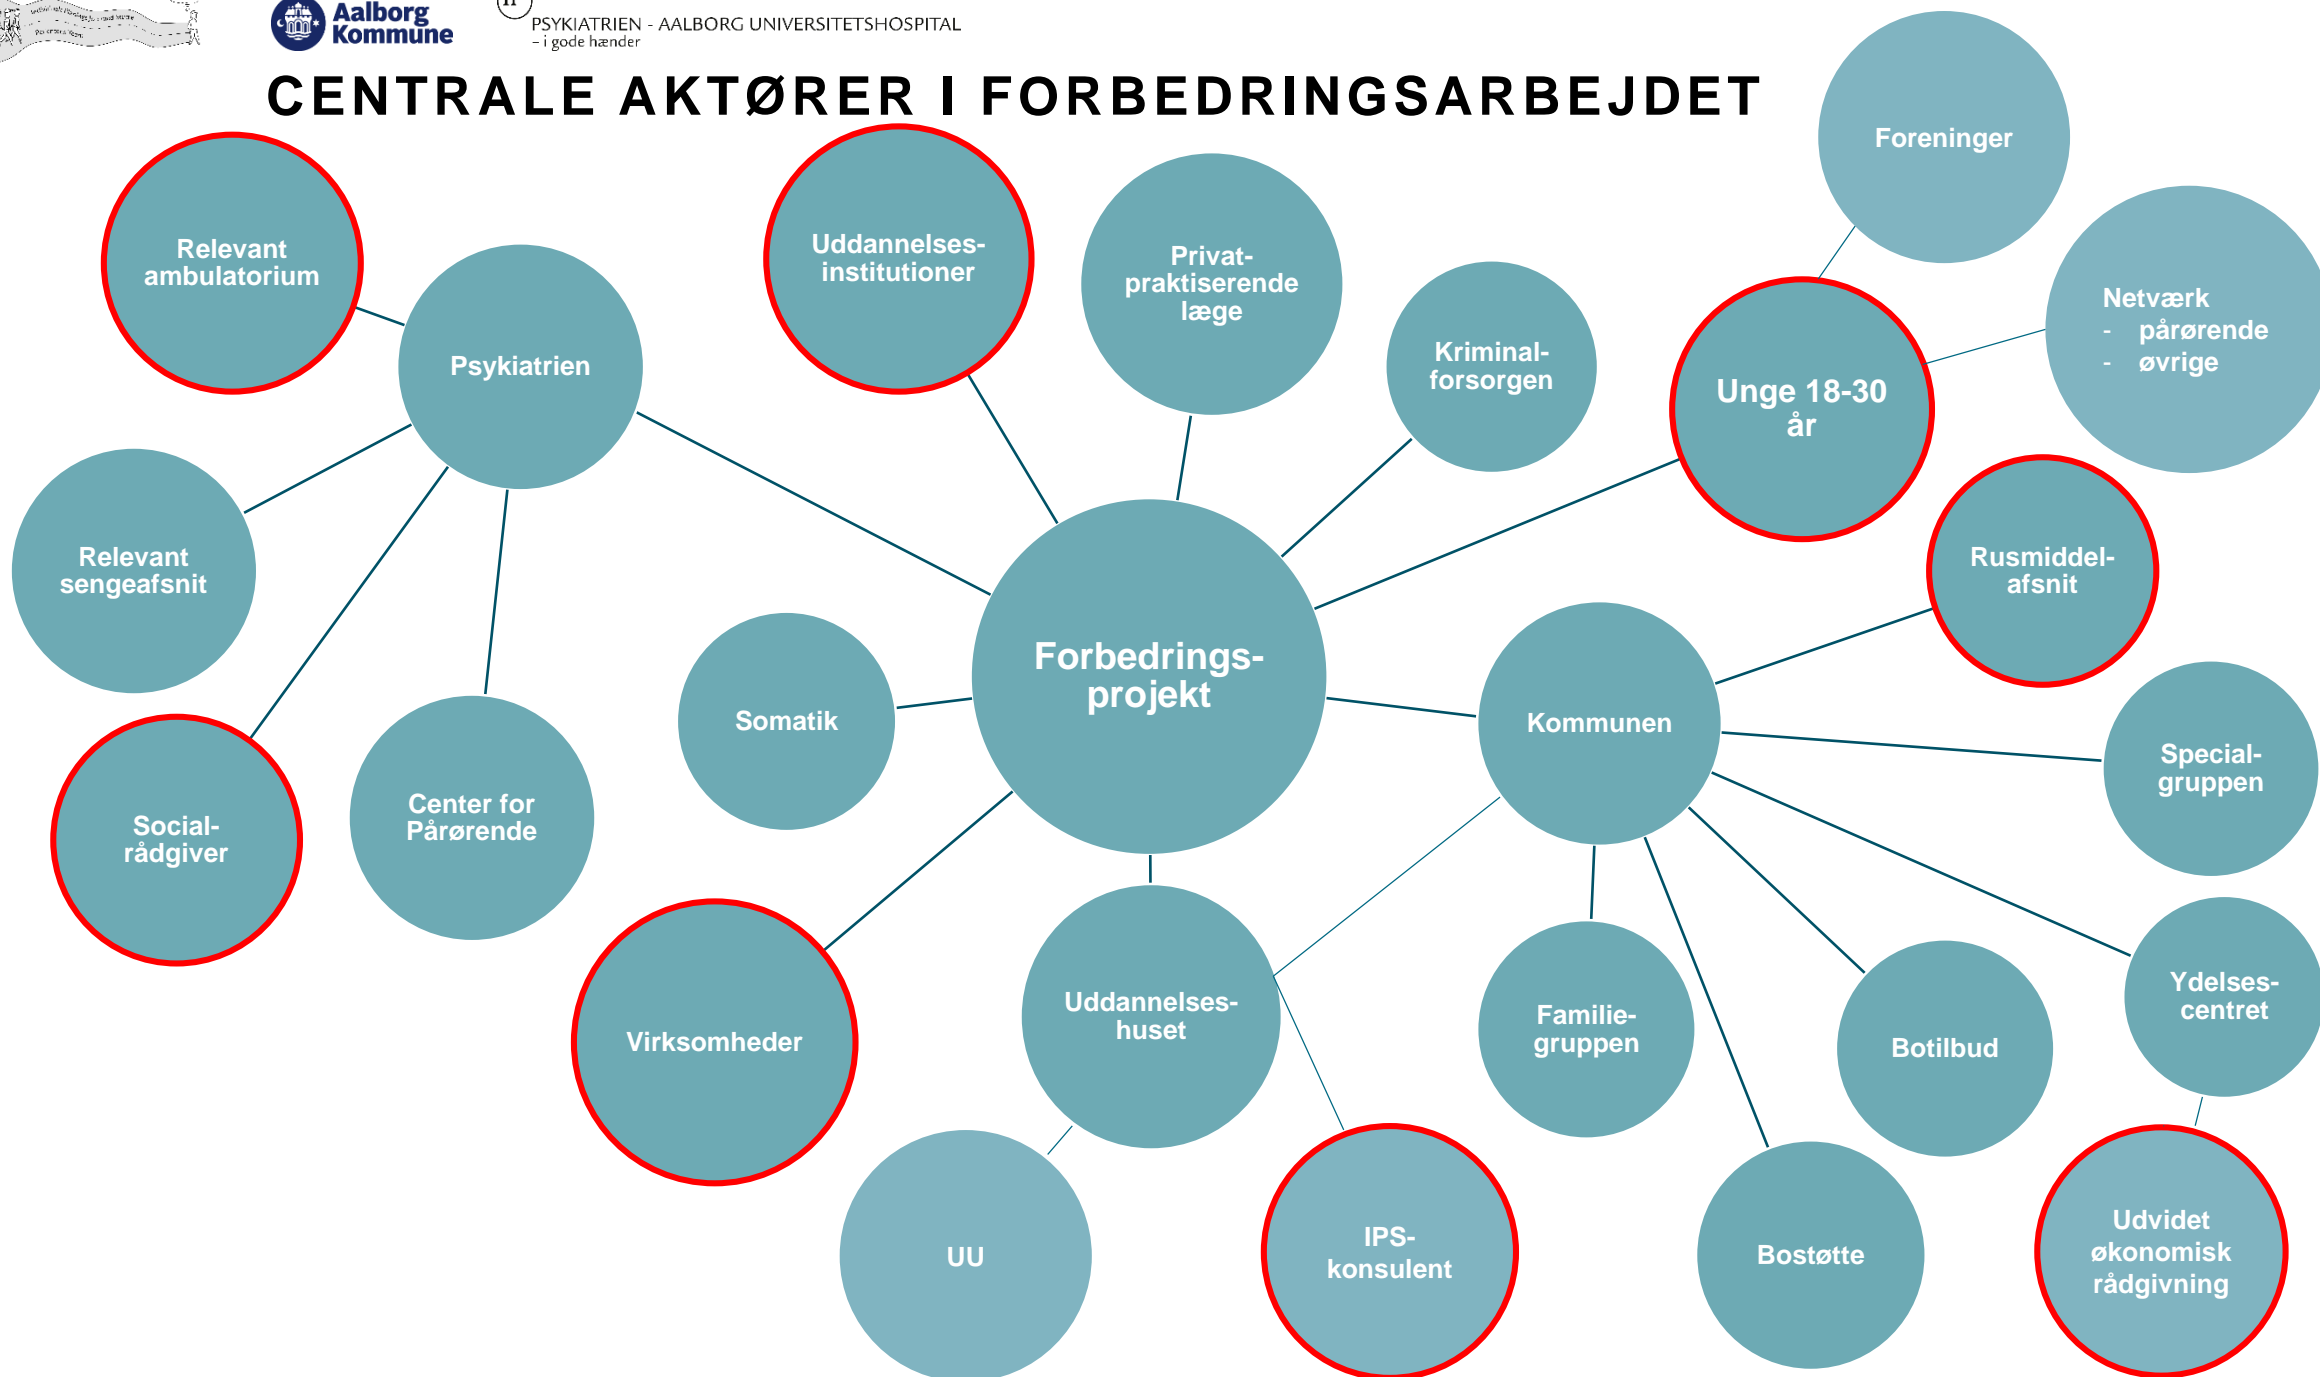 Aalborg
Kommune
PSYKIATRIEN - AALBORG UNIVERSITETSHOSPITAL
– i gode hænder
CENTRALE AKTØRER I FORBEDRINGSARBEJDET
Foreninger
Relevant
ambulatorium
Uddannelses-
institutioner
Privat-
praktiserende
læge
Netværk
- pårørende
- øvrige
Psykiatrien
Kriminal-
forsorgen
Unge 18-30
år
Relevant
sengeafsnit
Rusmiddel-
afsnit
Forbedrings-
projekt
Somatik
Kommunen
Special-
gruppen
Social-
rådgiver
Center for
Pårørende
Virksomheder
Uddannelses-
huset
Familie-
gruppen
Botilbud
Ydelses-
centret
UU
IPS-
konsulent
Bostøtte
Udvidet
økonomisk
rådgivning